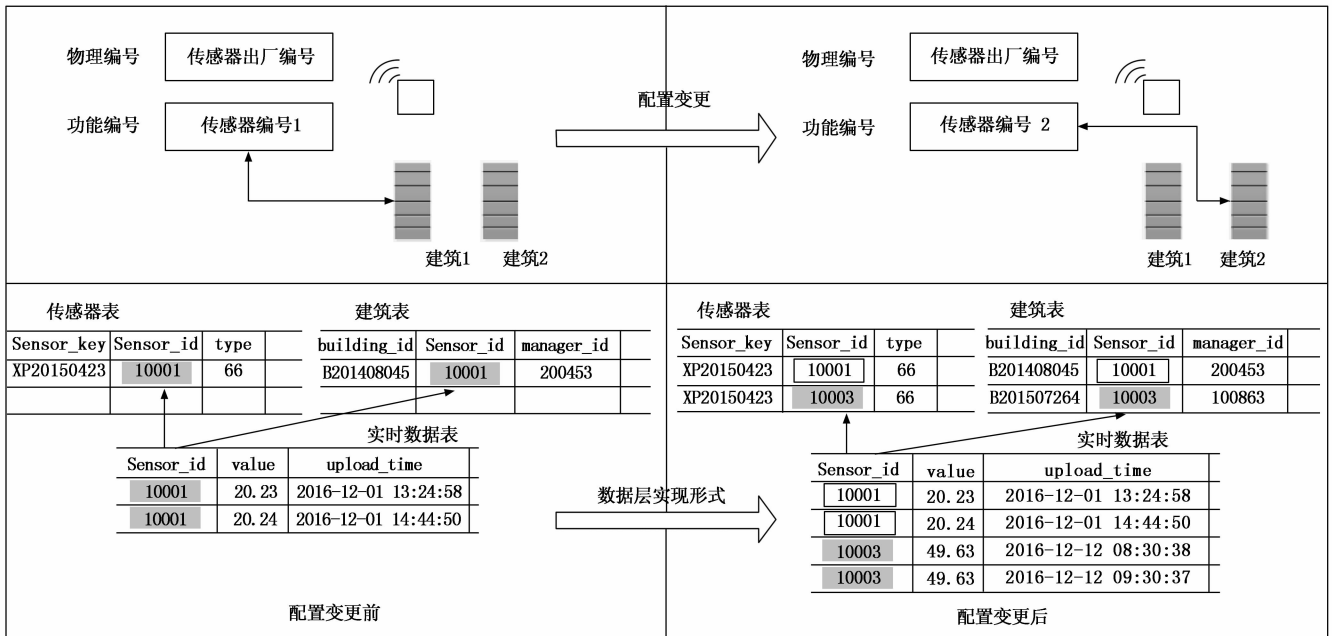 物理编号 传感器出厂编号
功能编号 传感器编号1
建筑1 建筑2
配置变更
物理编号 传感器出厂编号
功能编号 传感器编号 2
建筑1 建筑2
传感器表
Sensor_key Sensor_id type
XP20150423 10001 66
建筑表
building_id Sensor_id manager_id
B201408045 10001 200453
实时数据表
Sensor_id value upload_time
10001 20.23 2016-12-01 13:24:58
10001 20.24 2016-12-01 14:44:50
配置变更前
数据层实现形式
传感器表
Sensor_key Sensor_id type
XP20150423 10001 66
XP20150423 10003 66
建筑表
building_id Sensor_id manager_id
B201408045 10001 200453
B201507264 10003 100863
实时数据表
Sensor_id value upload_time
10001 20.23 2016-12-01 13:24:58
10001 20.24 2016-12-01 14:44:50
10003 49.63 2016-12-12 08:30:38
10003 49.63 2016-12-12 09:30:37
配置变更后